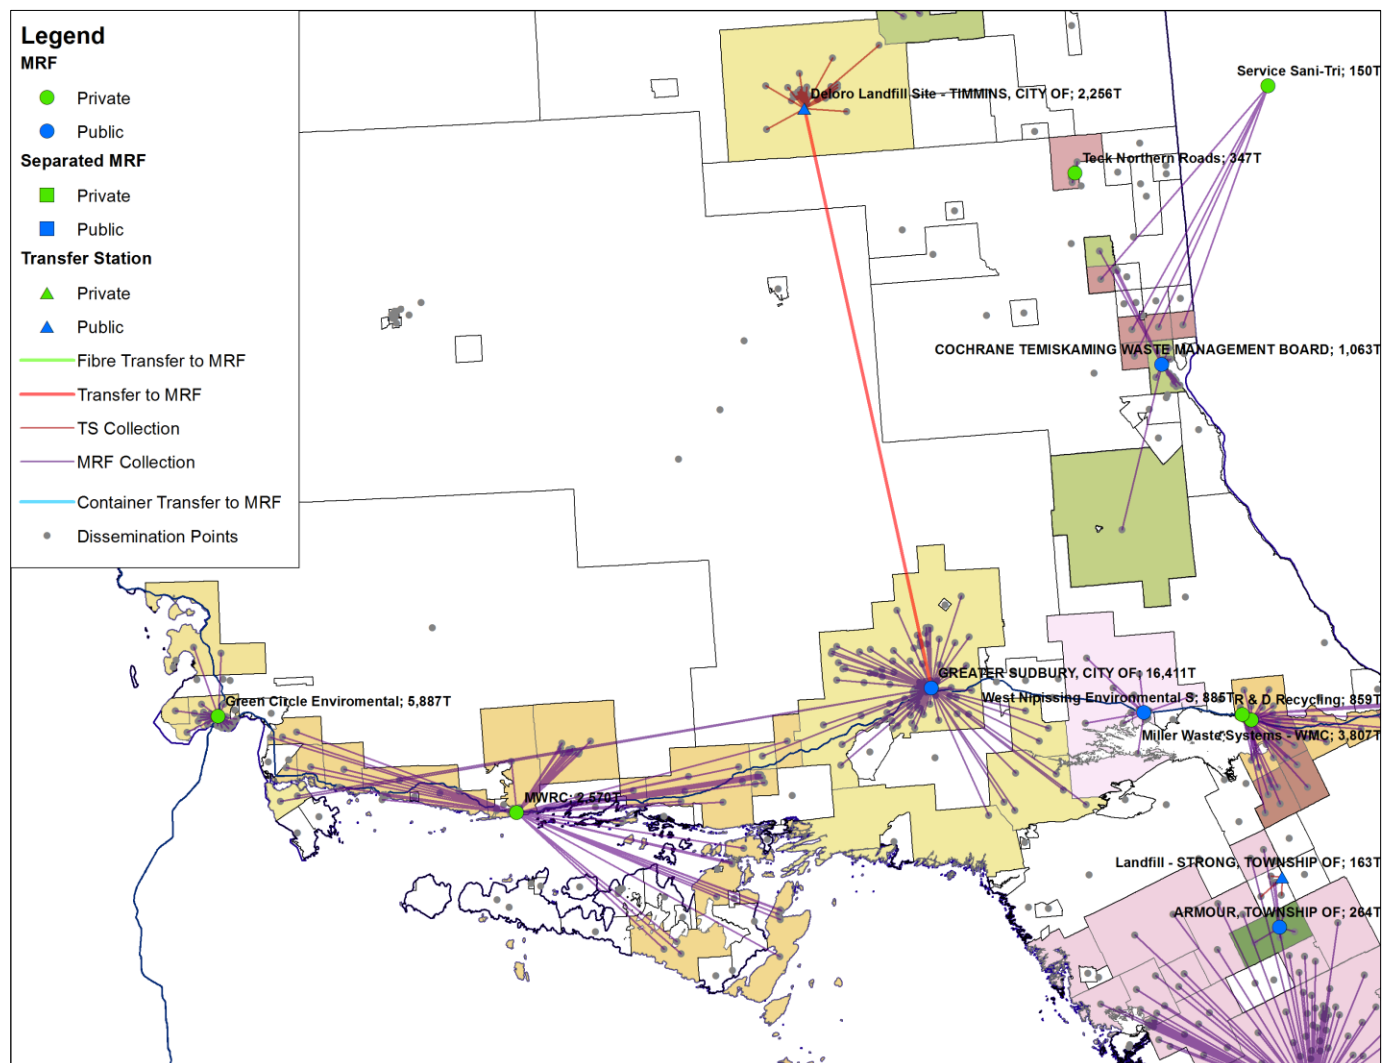 Legend
MRF
Private
Public
Separated MRF
Private
Public
Transfer Station
Private
Public
Fibre Transfer to MRF
Transfer to MRF
TS Collection
MRF Collection
Container Transfer to MRF
Dissemination Points
Service Sani-Tri; 150T
Deloro Landfill Site - TIMMINS, CITY OF; 2,256T
Teck Northern Roads; 347T
COCHRANE TEMISKAMING WASTE MANAGEMENT BOARD; 1,063T
GREATER SUDBURY, CITY OF; 16,411T
West Nipissing Environmental S; 885T
R & D Recycling; 859T
Green Circle Enviromental; 5,887T
Miller Waste Systems - WMC; 3,807T
MWRC; 2,570T
Landfill - STRONG, TOWNSHIP OF; 163T
ARMOUR, TOWNSHIP OF; 264T